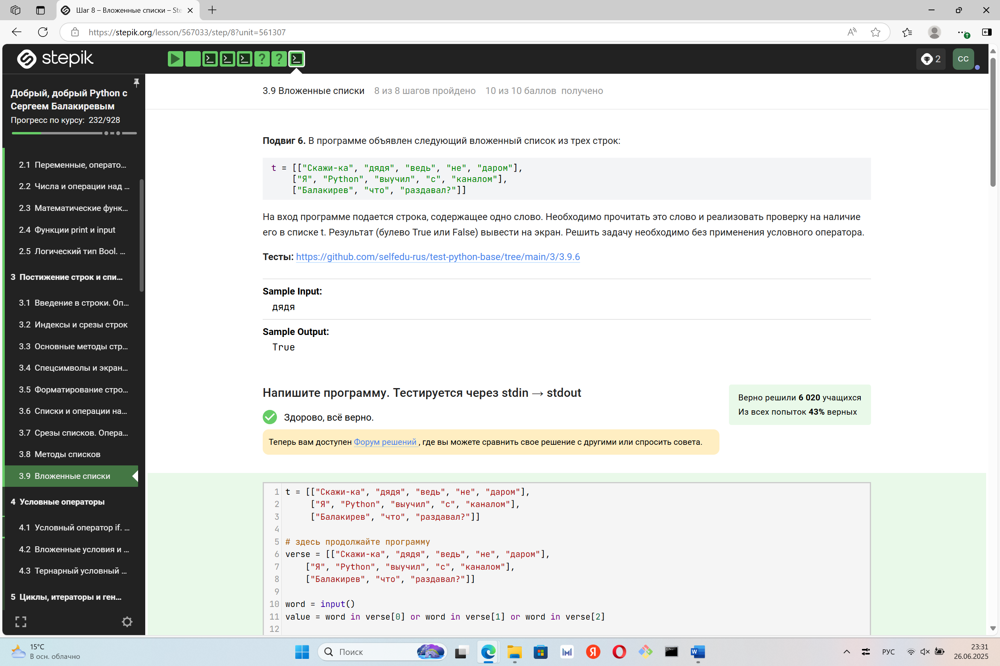 Шаг 8 – Вложенные списки – Ste
https://stepik.org/lesson/567033/step/8?unit=561307
stepik
2
CC
Добрый, добрый Python с
Сергеем Балакиревым
Прогресс по курсу: 232/928
2.1 Переменные, операто...
2.2 Числа и операции над ...
2.3 Математические функ...
2.4 Функции print и input
2.5 Логический тип Bool. ...
3 Постижение строк и спи...
3.1 Введение в строки. Оп...
3.2 Индексы и срезы строк
3.3 Основные методы стр...
3.4 Спецсимволы и экран...
3.5 Форматирование стро...
3.6 Списки и операции на...
3.7 Срезы списков. Опера...
3.8 Методы списков
3.9 Вложенные списки
4 Условные операторы
4.1 Условный оператор if. ...
4.2 Вложенные условия и ...
4.3 Тернарный условный ...
5 Циклы, итераторы и ген...
3.9 Вложенные списки 8 из 8 шагов пройдено 10 из 10 баллов получено
Подвиг 6. В программе объявлен следующий вложенный список из трех строк:
t = [["Скажи-ка", "дядя", "ведь", "не", "даром"],
["Я", "Python", "выучил", "с", "каналом"],
["Балакирев", "что", "раздавал?"]]
На вход программе подается строка, содержащее одно слово. Необходимо прочитать это слово и реализовать проверку на наличие
его в списке t. Результат (булево True или False) вывести на экран. Решить задачу необходимо без применения условного оператора.
Тесты: https://github.com/selfedu-rus/test-python-base/tree/main/3/3.9.6
Sample Input:
дядя
Sample Output:
True
Напишите программу. Тестируется через stdin → stdout
Верно решили 6 020 учащихся
Из всех попыток 43% верных
Здорово, всё верно.
Теперь вам доступен Форум решений , где вы можете сравнить свое решение с другими или спросить совета.
1 t = [["Скажи-ка", "дядя", "ведь", "не", "даром"],
2 ["Я", "Python", "выучил", "с", "каналом"],
3 ["Балакирев", "что", "раздавал?"]]
4
5 # здесь продолжайте программу
6 verse = [["Скажи-ка", "дядя", "ведь", "не", "даром"],
7 ["Я", "Python", "выучил", "с", "каналом"],
8 ["Балакирев", "что", "раздавал?"]]
9
10 word = input()
11 value = word in verse[0] or word in verse[1] or word in verse[2]
12
15°C
В осн. облачно
Поиск
РУС
23:31
26.06.2025